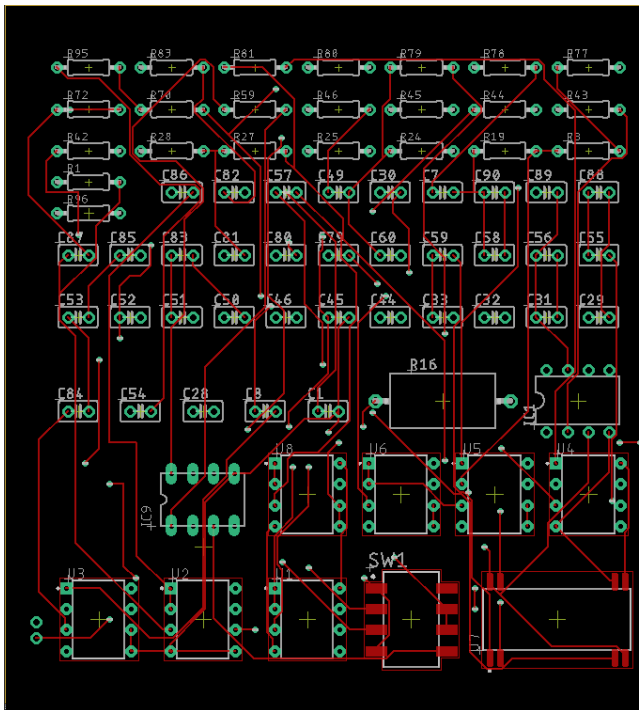 R95 R83 R81 R80 R79 R78 R77
R72 R70 R59 R46 R45 R44 R43
R42 R28 R27 R25 R24 R19 R3
R1
C86 C82 C57 C49 C30 C7 C90 C89 C88
R96
C87 C85 C83 C81 C80 C79 C60 C59 C58 C56 C55
C53 C52 C51 C50 C46 C45 C44 C33 C32 C31 C29
R16
C84 C54 C28 C8 C1
U8 U6 U5 U4
IC9
SW1
U3 U2 U1
U7